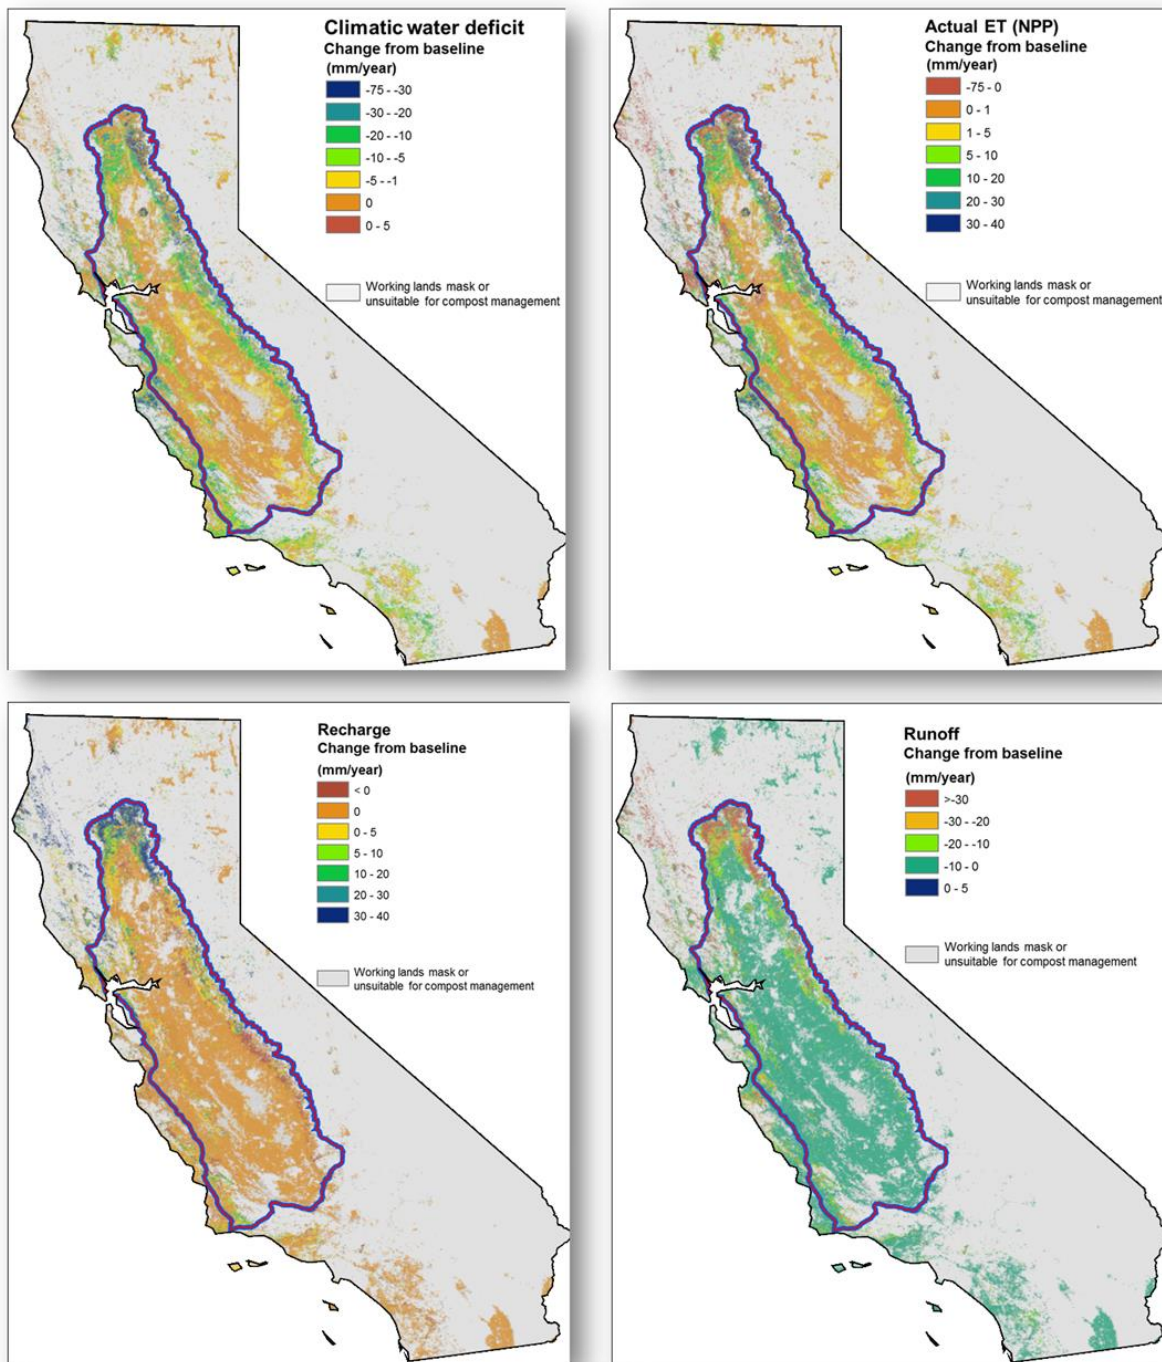 Climatic water deficit
Change from baseline
(mm/year)
-75 - -30
-30 - -20
-20 - -10
-10 - -5
-5 - -1
0
0 - 5
Working lands mask or
unsuitable for compost management
Actual ET (NPP)
Change from baseline
(mm/year)
-75 - 0
0 - 1
1 - 5
5 - 10
10 - 20
20 - 30
30 - 40
Working lands mask or
unsuitable for compost management
Recharge
Change from baseline
(mm/year)
< 0
0
0 - 5
5 - 10
10 - 20
20 - 30
30 - 40
Working lands mask or
unsuitable for compost management
Runoff
Change from baseline
(mm/year)
>-30
-30 - -20
-20 - -10
-10 - 0
0 - 5
Working lands mask or
unsuitable for compost management